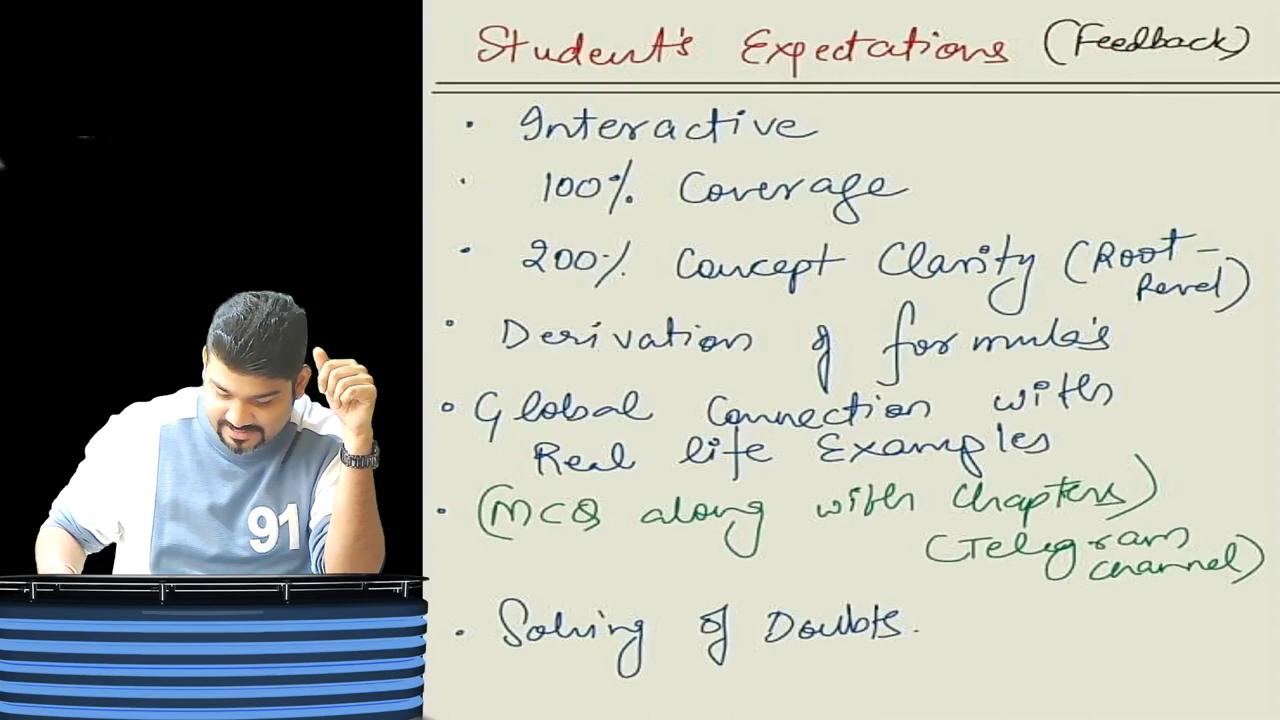 Student's Expectations (Feedback)
• Interactive
• 100% Coverage
• 200% Concept Clarity (Root-
Level)
• Derivation of formula's
• Global Connection with
Real life Examples
• (MCQ along with Chapters)
(Telegram
channel)
• Solving of Doubts.
91